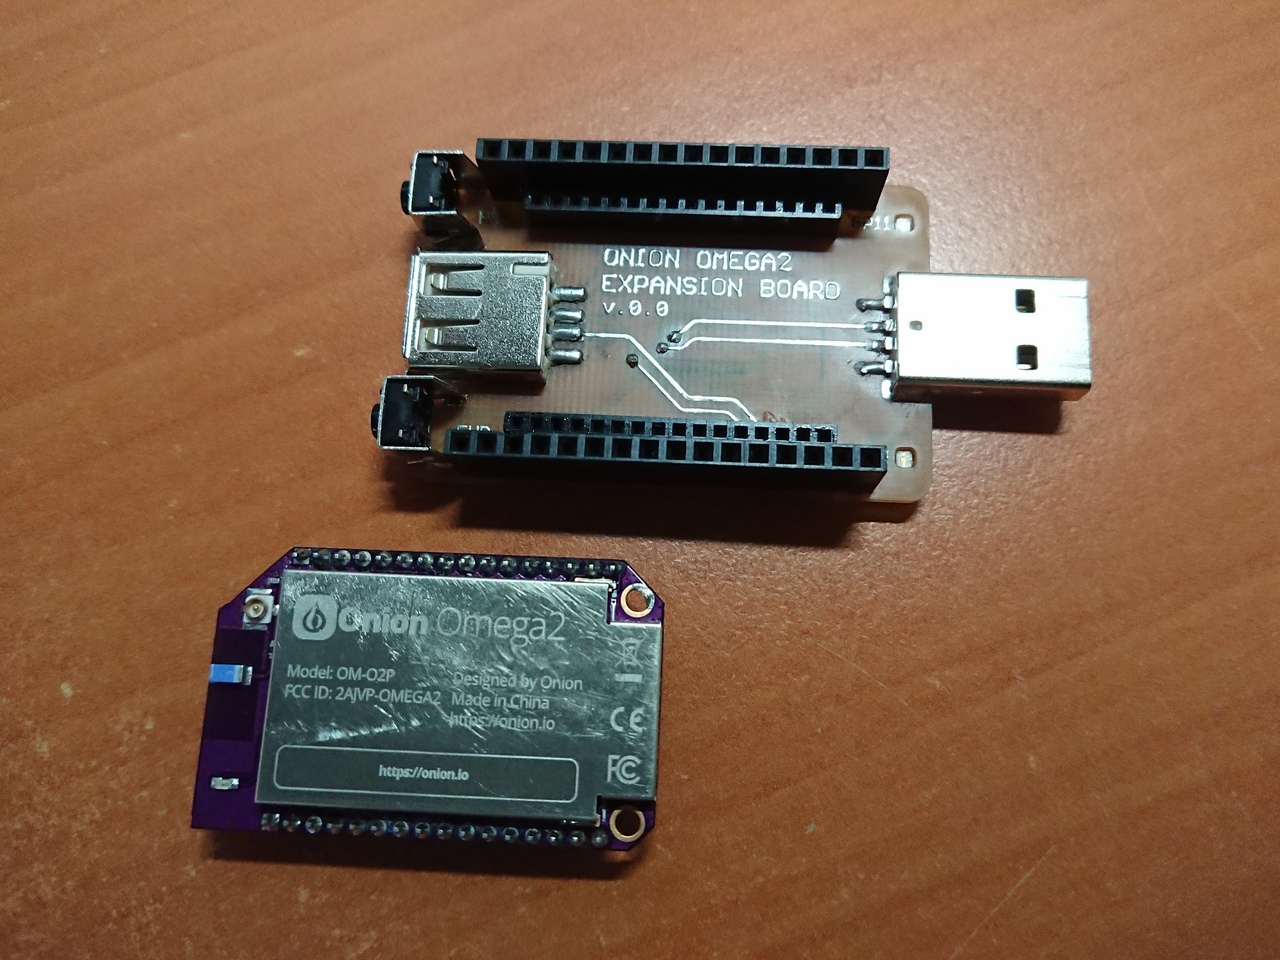 ONION OMEGA2
EXPANSION BOARD
v.0.0
Onion Omega2
Model: OM-O2P
FCC ID: 2AJVP-OMEGA2
Designed by Onion
Made in China
https://onion.io
CE
FC
https://onion.io